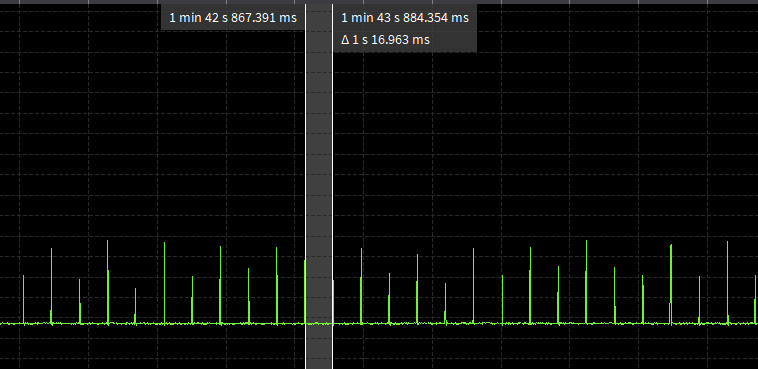 1 min 42 s 867.391 ms
1 min 43 s 884.354 ms
Δ 1 s 16.963 ms